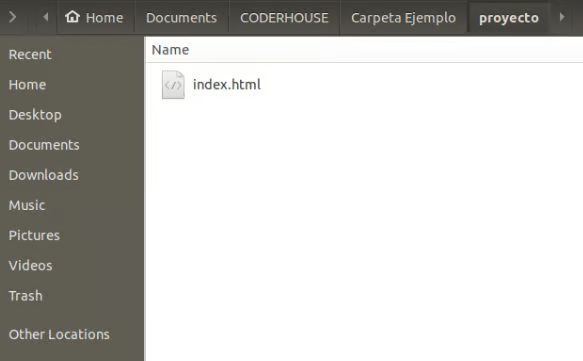 Home Documents CODERHOUSE Carpeta Ejemplo proyecto
Recent
Home
Desktop
Documents
Downloads
Music
Pictures
Videos
Trash
Other Locations
Name
index.html